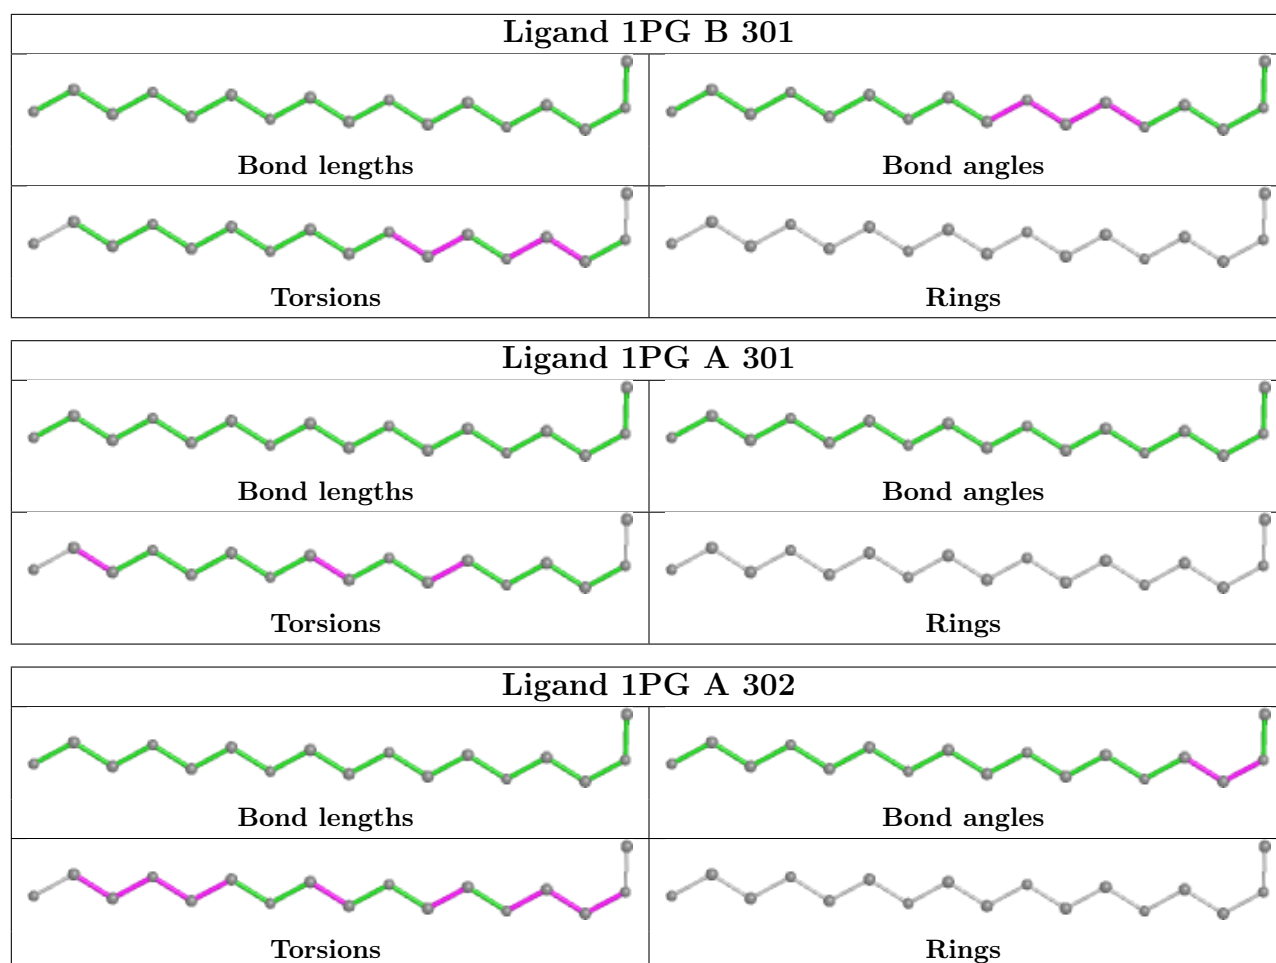 Ligand 1PG B 301
Bond lengths
Bond angles
Torsions
Rings
Ligand 1PG A 301
Bond lengths
Bond angles
Torsions
Rings
Ligand 1PG A 302
Bond lengths
Bond angles
Torsions
Rings